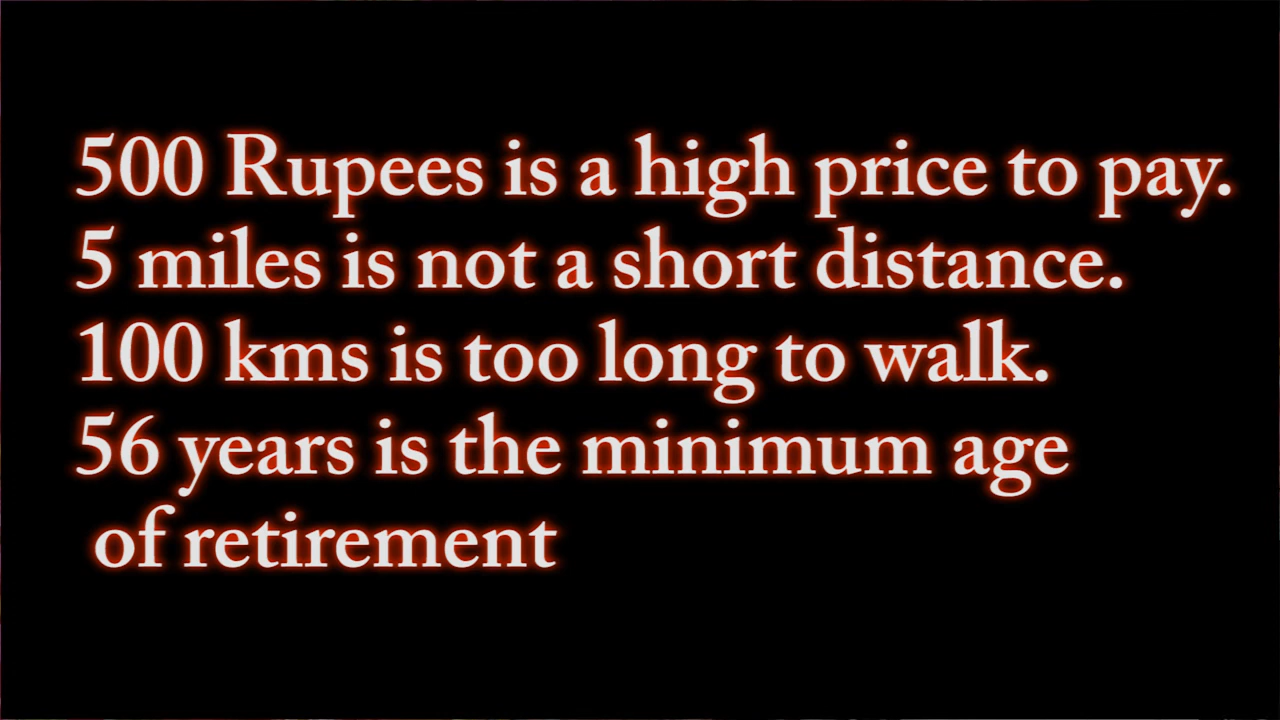 500 Rupees is a high price to pay.
5 miles is not a short distance.
100 kms is too long to walk.
56 years is the minimum age
of retirement